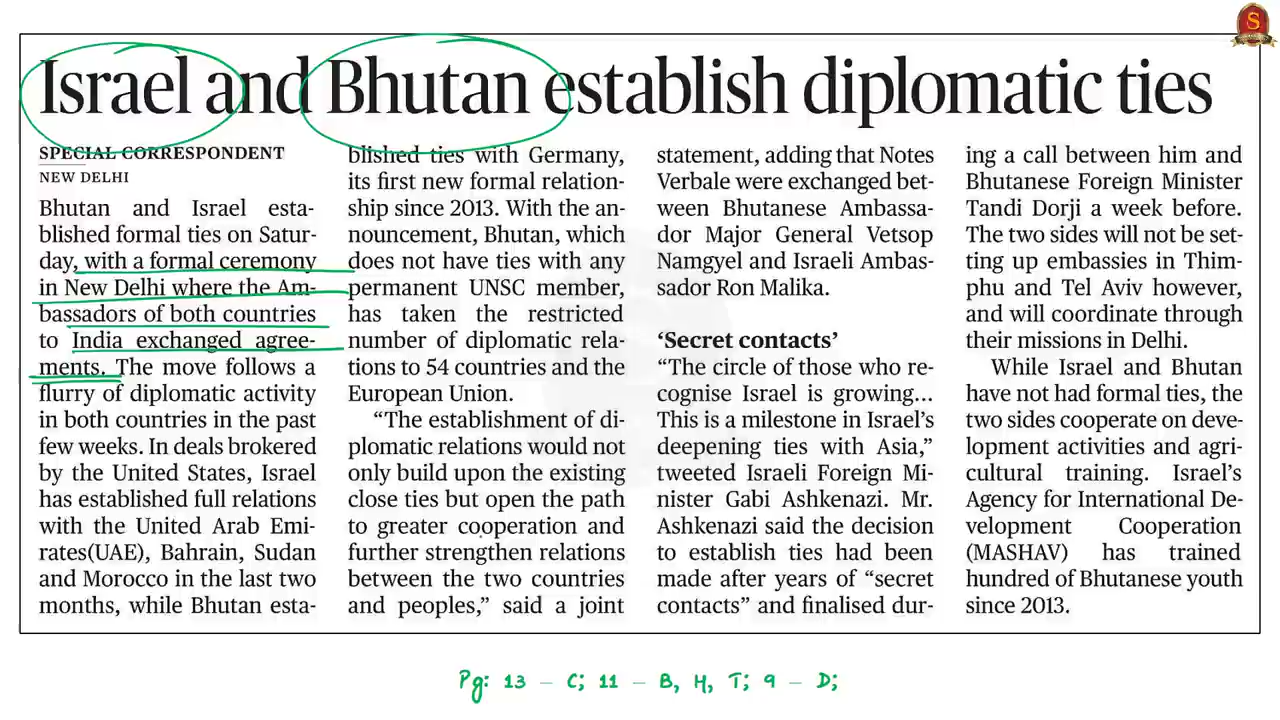 Israel and Bhutan establish diplomatic ties
SPECIAL CORRESPONDENT
NEW DELHI
Bhutan and Israel esta-
blished formal ties on Satur-
day, with a formal ceremony
in New Delhi where the Am-
bassadors of both countries
to India exchanged agree-
ments. The move follows a
flurry of diplomatic activity
in both countries in the past
few weeks. In deals brokered
by the United States, Israel
has established full relations
with the United Arab Emi-
rates(UAE), Bahrain, Sudan
and Morocco in the last two
months, while Bhutan esta-
blished ties with Germany,
its first new formal relation-
ship since 2013. With the an-
nouncement, Bhutan, which
does not have ties with any
permanent UNSC member,
has taken the restricted
number of diplomatic rela-
tions to 54 countries and the
European Union.
“The establishment of di-
plomatic relations would not
only build upon the existing
close ties but open the path
to greater cooperation and
further strengthen relations
between the two countries
and peoples,” said a joint
statement, adding that Notes
Verbale were exchanged bet-
ween Bhutanese Ambassa-
dor Major General Vetsop
Namgyel and Israeli Ambas-
sador Ron Malika.
‘Secret contacts’
“The circle of those who re-
cognise Israel is growing...
This is a milestone in Israel’s
deepening ties with Asia,”
tweeted Israeli Foreign Mi-
nister Gabi Ashkenazi. Mr.
Ashkenazi said the decision
to establish ties had been
made after years of “secret
contacts” and finalised dur-
ing a call between him and
Bhutanese Foreign Minister
Tandi Dorji a week before.
The two sides will not be set-
ting up embassies in Thim-
phu and Tel Aviv however,
and will coordinate through
their missions in Delhi.
While Israel and Bhutan
have not had formal ties, the
two sides cooperate on deve-
lopment activities and agri-
cultural training. Israel’s
Agency for International De-
velopment Cooperation
(MASHAV) has trained
hundred of Bhutanese youth
since 2013.
Pg: 13 – C; 11 – B, H, T; 9 – D;